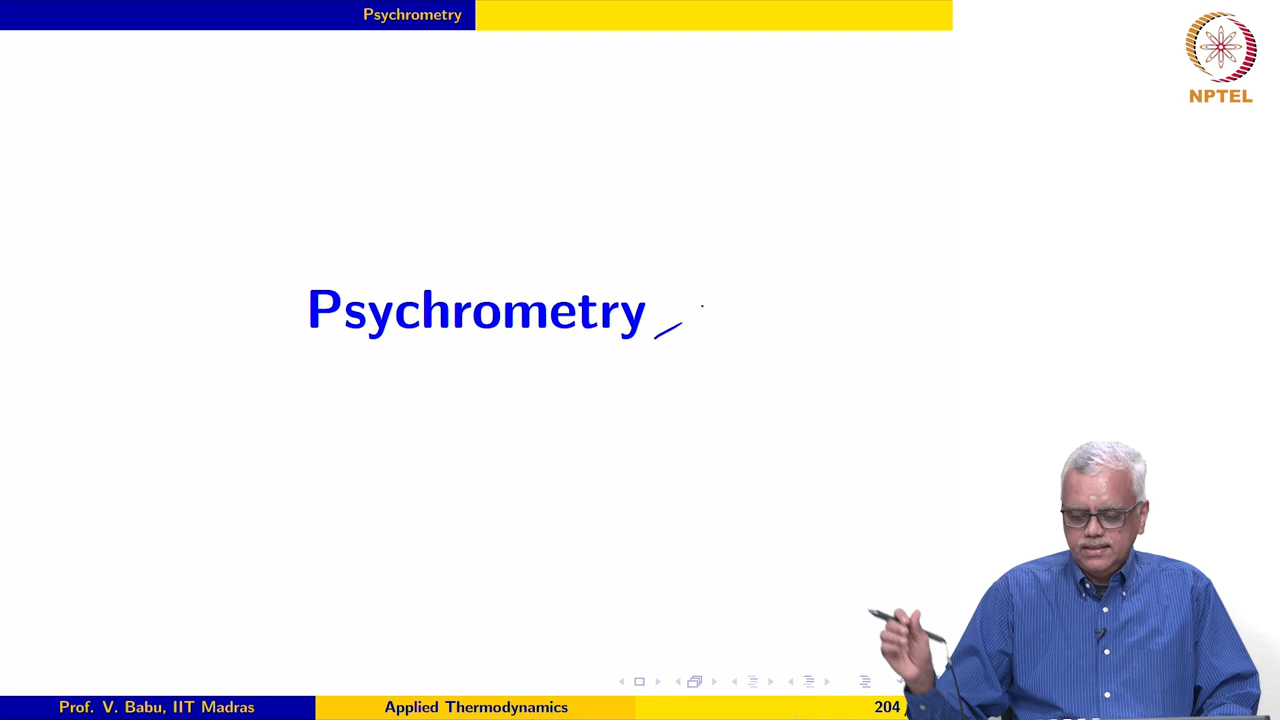 Psychrometry
NPTEL
Psychrometry
Prof. V. Babu, IIT Madras
Applied Thermodynamics
204